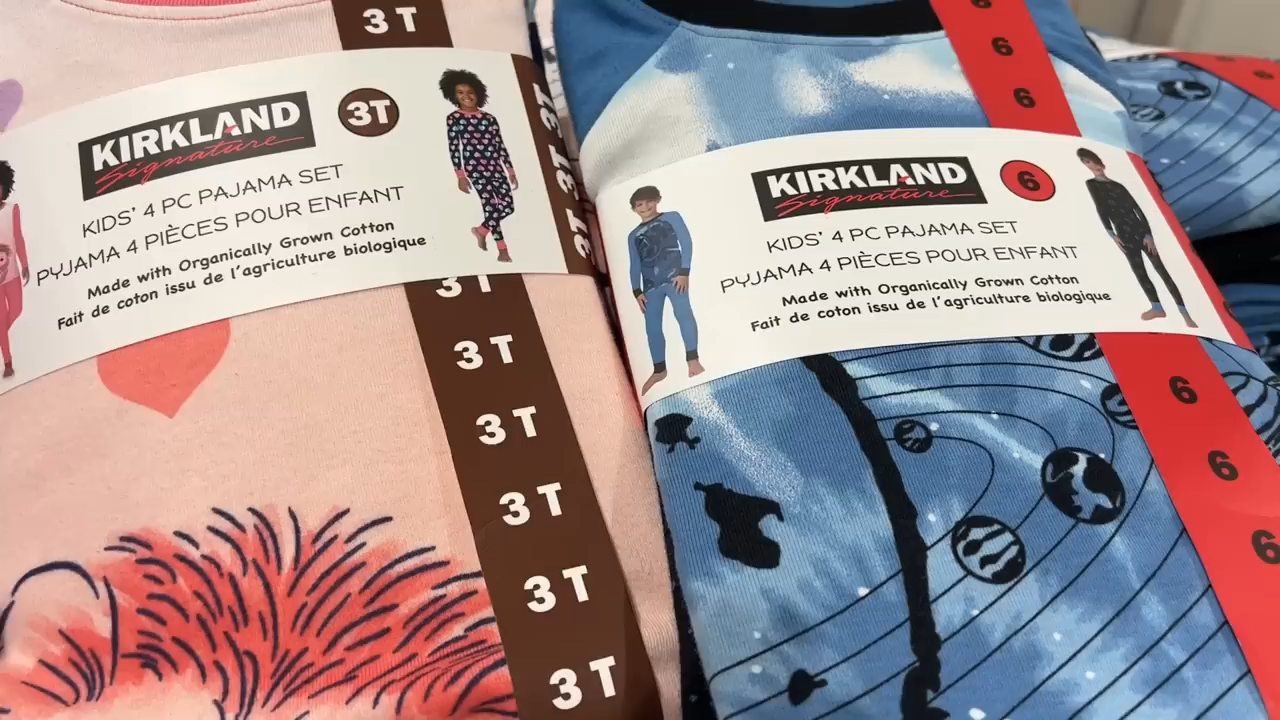 3T
KIRKLAND
Signature
3T
KIDS' 4 PC PAJAMA SET
PYJAMA 4 PIÈCES POUR ENFANT
Made with Organically Grown Cotton
Fait de coton issu de l'agriculture biologique
3T
3T
3T
3T
3T
3T
3T
3T
3T
6
6
6
KIRKLAND
Signature
6
KIDS' 4 PC PAJAMA SET
PYJAMA 4 PIÈCES POUR ENFANT
Made with Organically Grown Cotton
Fait de coton issu de l'agriculture biologique
6
6
6